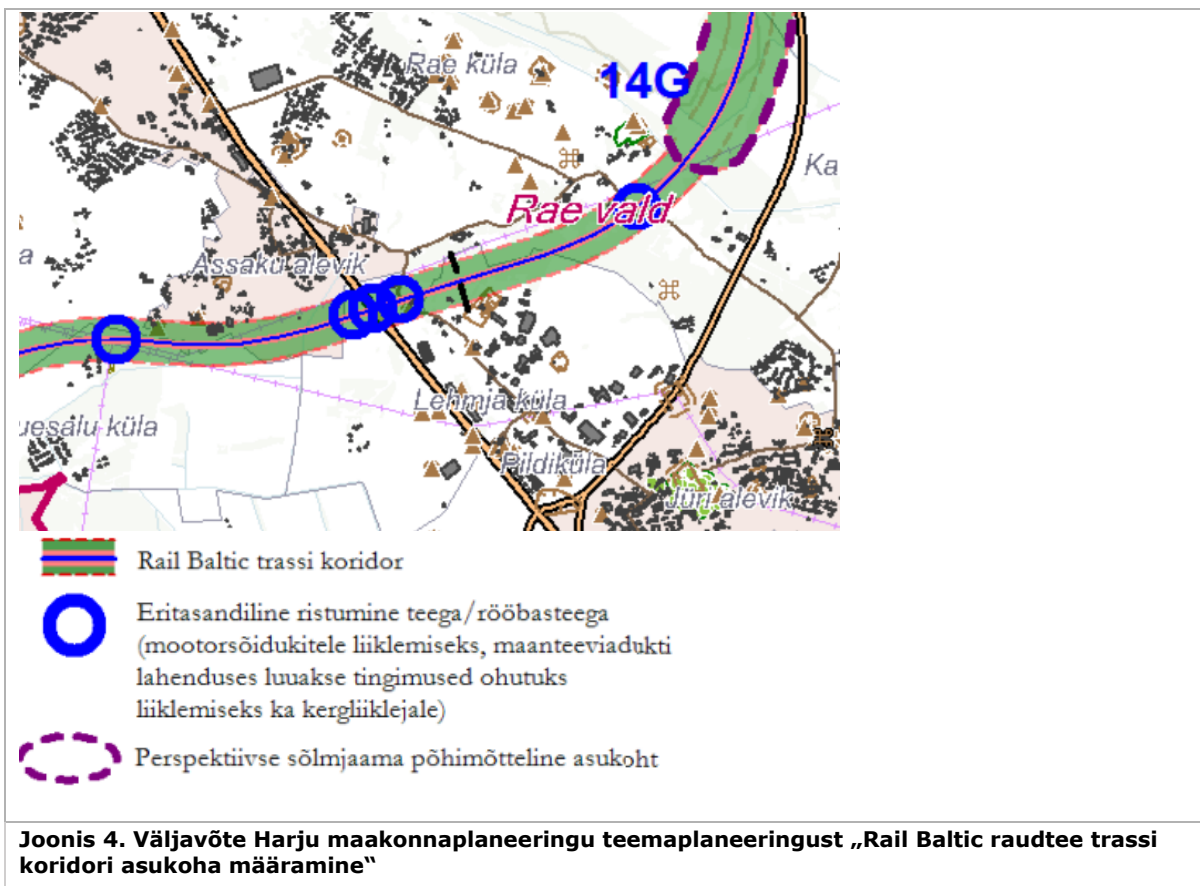 Rae küla
14G
Ka
Rae vald
a
Assaku alevik
Lehmja küla
uesalu küla
Pildiküla
Jüri alevik
Rail Baltic trassi koridor
Eritasandiline ristumine teega/rööbasteega
(mootorsõidukitele liiklemiseks, maanteeviadukti
lahenduses luuakse tingimused ohutuks
liiklemiseks ka kergliiklejale)
Perspektiivse sõlmjaama põhimõtteline asukoht
Joonis 4. Väljavõte Harju maakonnaplaneeringu teemaplaneeringust „Rail Baltic raudtee trassi
koridori asukoha määramine“